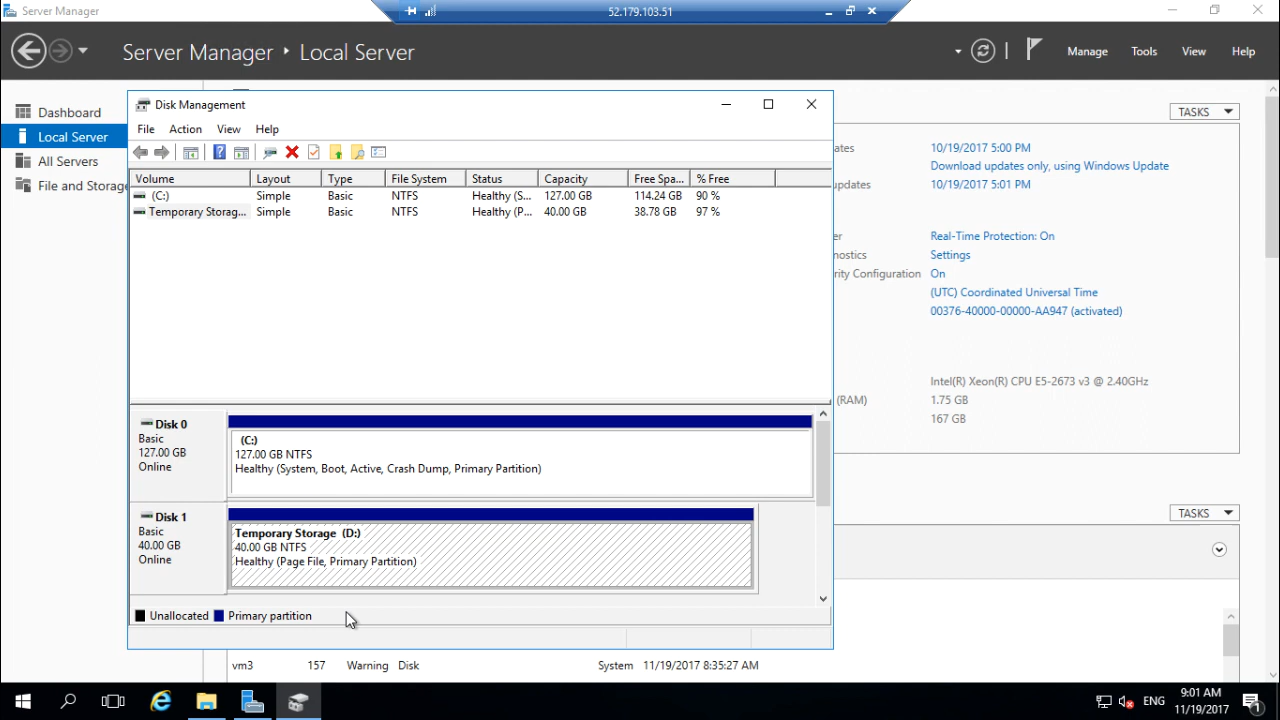 Server Manager
52.179.103.51
Server Manager ‣ Local Server
Manage Tools View Help
Dashboard
Local Server
All Servers
File and Storage
Disk Management
File Action View Help
Volume Layout Type File System Status Capacity Free Spa... % Free
(C:) Simple Basic NTFS Healthy (S... 127.00 GB 114.24 GB 90 %
Temporary Storag... Simple Basic NTFS Healthy (P... 40.00 GB 38.78 GB 97 %
Disk 0
Basic
127.00 GB
Online
(C:)
127.00 GB NTFS
Healthy (System, Boot, Active, Crash Dump, Primary Partition)
Disk 1
Basic
40.00 GB
Online
Temporary Storage (D:)
40.00 GB NTFS
Healthy (Page File, Primary Partition)
Unallocated Primary partition
TASKS
ates 10/19/2017 5:00 PM
Download updates only, using Windows Update
updates 10/19/2017 5:01 PM
er Real-Time Protection: On
nostics Settings
rity Configuration On
(UTC) Coordinated Universal Time
00376-40000-00000-AA947 (activated)
Intel(R) Xeon(R) CPU E5-2673 v3 @ 2.40GHz
(RAM) 1.75 GB
167 GB
TASKS
vm3 157 Warning Disk System 11/19/2017 8:35:27 AM
ENG
9:01 AM
11/19/2017
1